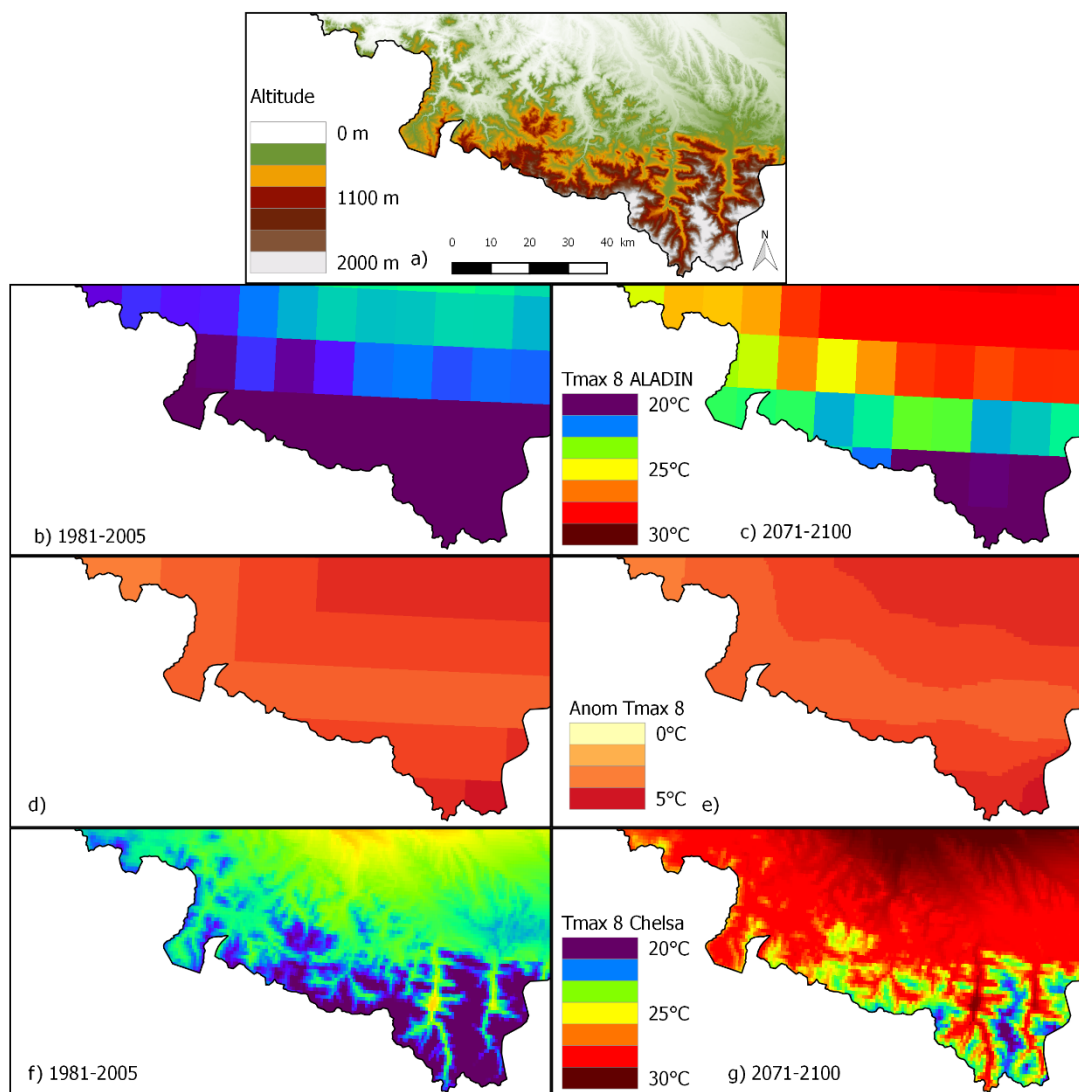 Altitude
0 m
1100 m
2000 m
a)
0 10 20 30 40 km
N
b) 1981-2005
Tmax 8 ALADIN
20°C
25°C
30°C
c) 2071-2100
d)
Anom Tmax 8
0°C
5°C
e)
f) 1981-2005
Tmax 8 Chelsa
20°C
25°C
30°C
g) 2071-2100